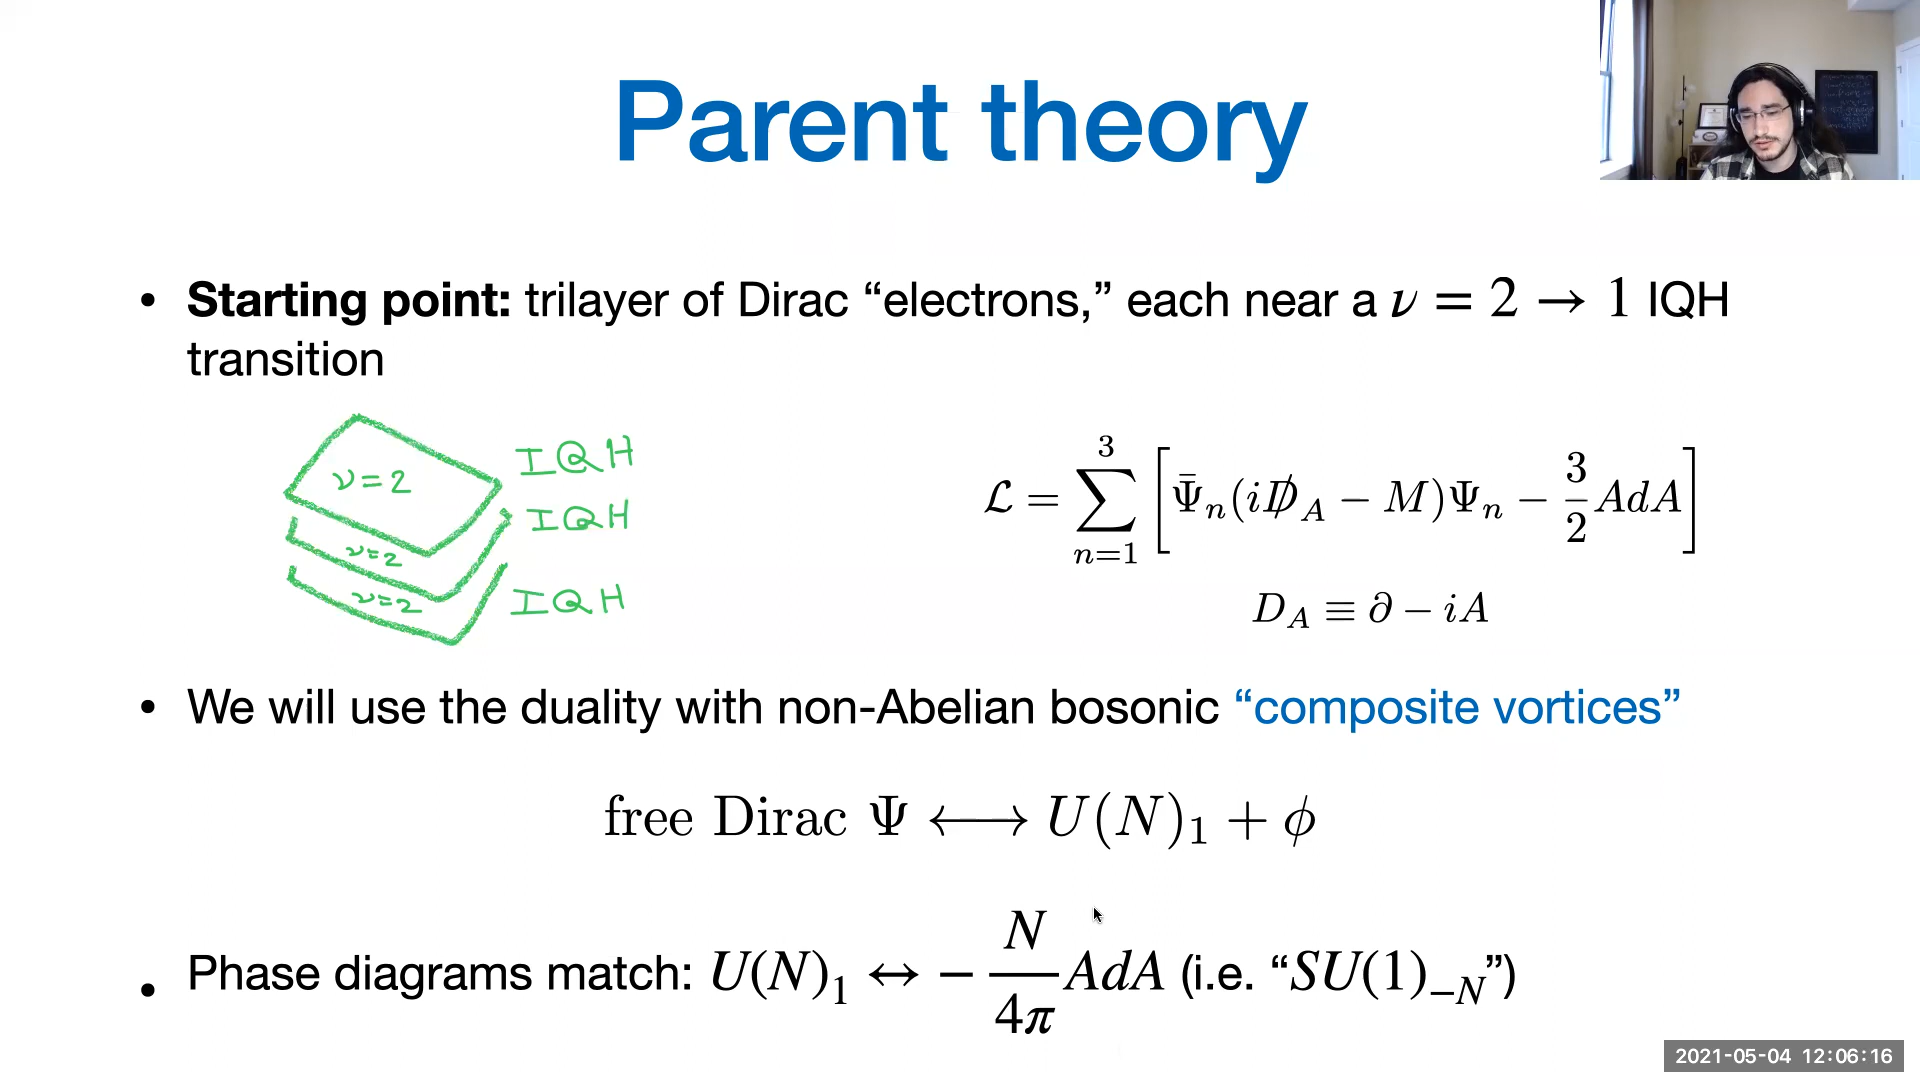 Parent theory
• Starting point: trilayer of Dirac “electrons,” each near a ν = 2 → 1 IQH
transition
ν=2
ν=2
ν=2
IQH
IQH
IQH
ℒ = ∑_{n=1}^{3} [Ψ̄_n(iD̸_A − M)Ψ_n − 3/2 AdA]
D_A ≡ ∂ − iA
• We will use the duality with non-Abelian bosonic “composite vortices”
free Dirac Ψ ⟷ U(N)_1 + ϕ
• Phase diagrams match: U(N)_1 ↔ − N/4π AdA (i.e. “SU(1)_{−N}”)
2021-05-04 12:06:16